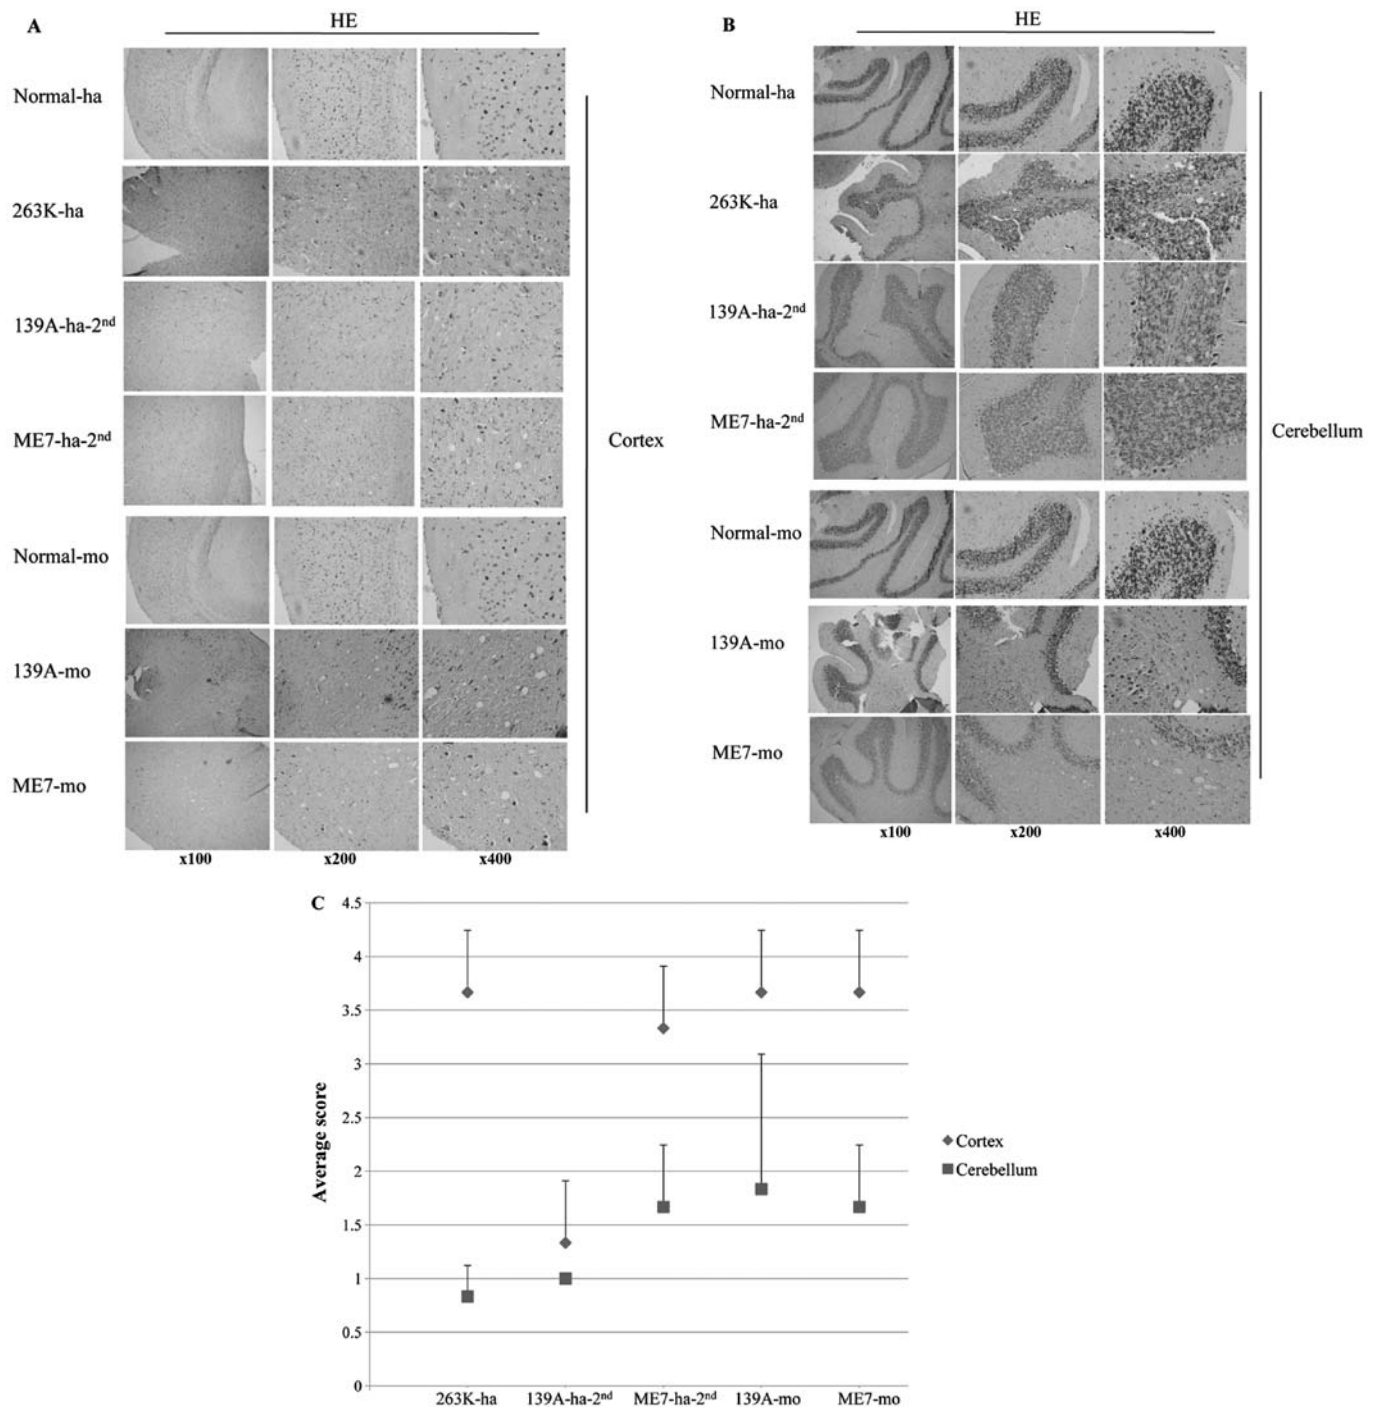 A
HE
Normal-ha
263K-ha
139A-ha-2nd
ME7-ha-2nd
Normal-mo
139A-mo
ME7-mo
x100 x200 x400
Cortex
B
HE
Normal-ha
263K-ha
139A-ha-2nd
ME7-ha-2nd
Normal-mo
139A-mo
ME7-mo
x100 x200 x400
Cerebellum
C
Average score
4.5
4
3.5
3
2.5
2
1.5
1
0.5
0
263K-ha 139A-ha-2nd ME7-ha-2nd 139A-mo ME7-mo
Cortex
Cerebellum